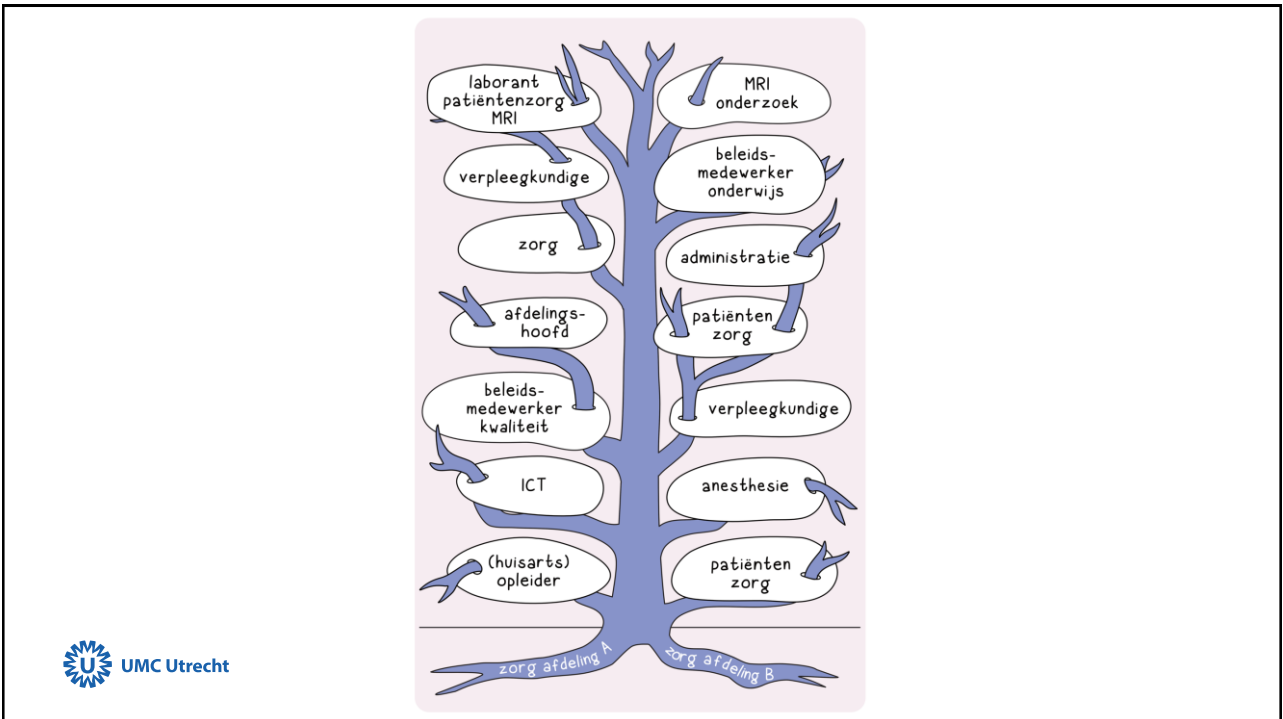 laborant
patiëntenzorg
MRI
MRI
onderzoek
verpleegkundige
beleids-
medewerker
onderwijs
zorg
administratie
afdelings-
hoofd
patiënten
zorg
beleids-
medewerker
kwaliteit
verpleegkundige
ICT
anesthesie
(huisarts)
opleider
patiënten
zorg
zorg afdeling A
zorg afdeling B
UMC Utrecht